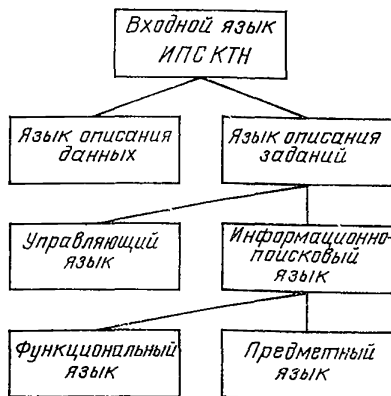 Входной язык
ИПС КТН
Язык описания
данных
Язык описания
заданий
Управляющий
язык
Информационно-
поисковый
язык
Функциональный
язык
Предметный
язык